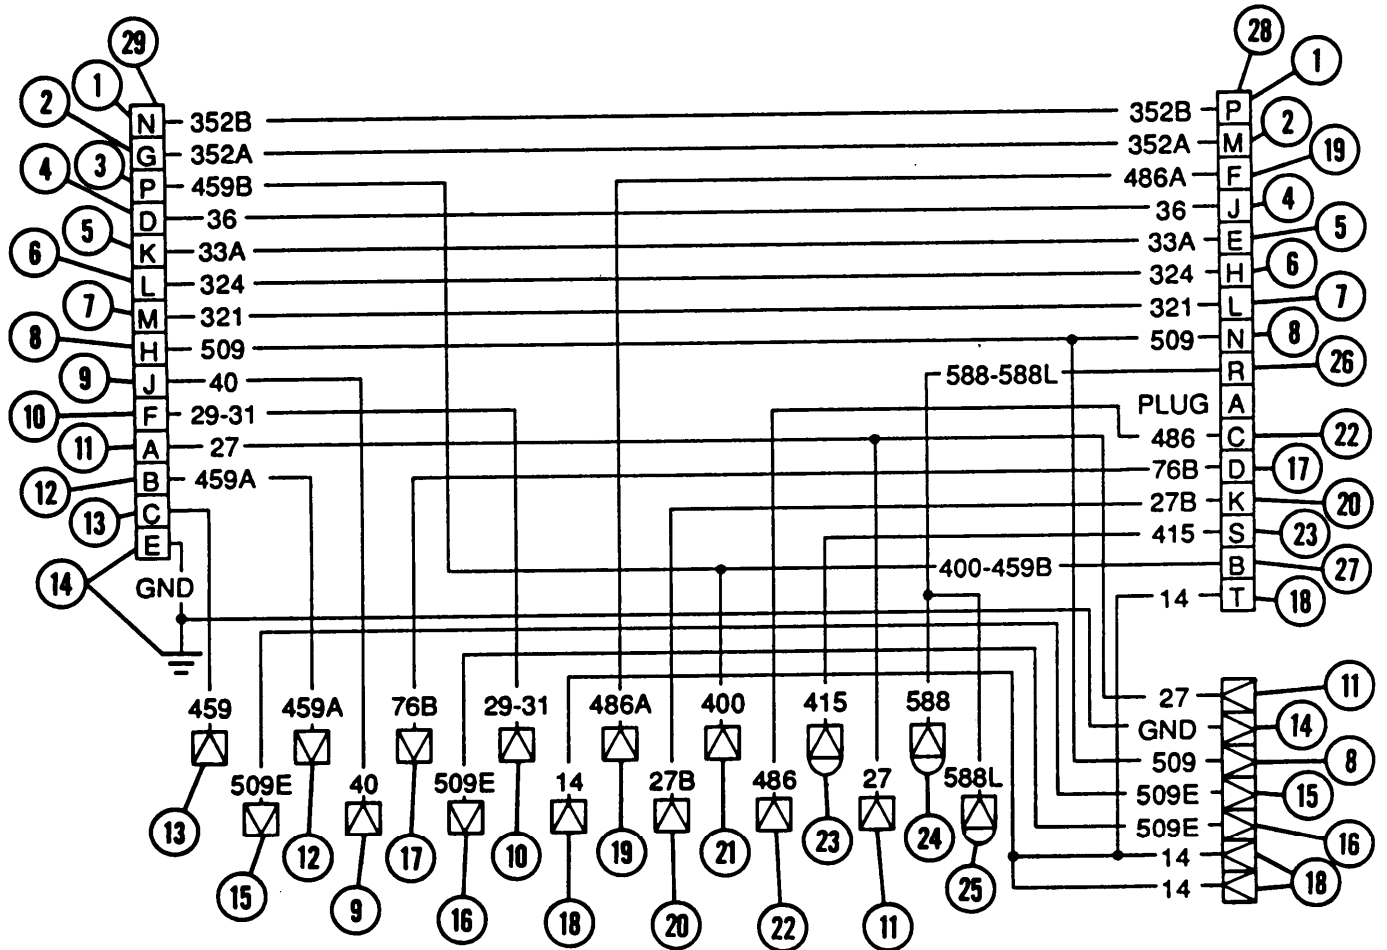 29
28
1
1
2
N 352B 352B P
2
G 352A 352A M
19
3
P 459B 486A F
4
4
D 36 36 J
5
5
K 33A 33A E
6
6
L 324 324 H
7
7
M 321 321 L
8
8
H 509 509 N
9
J 40 588-588L R
26
10
F 29-31 PLUG A
11
A 27 486 C
22
12
B 459A 76B D
17
13
C 27B K
20
E 415 S
23
14
GND 400-459B B
27
14 T
18
27
11
459 459A 76B 29-31 486A 400 415 588
GND
14
509
8
509E 40 509E 14 27B 486 27 588L
509E
15
509E
16
13 12 17 10 19 21 23 24
14
14
18
15 9 16 18 20 22 11 25